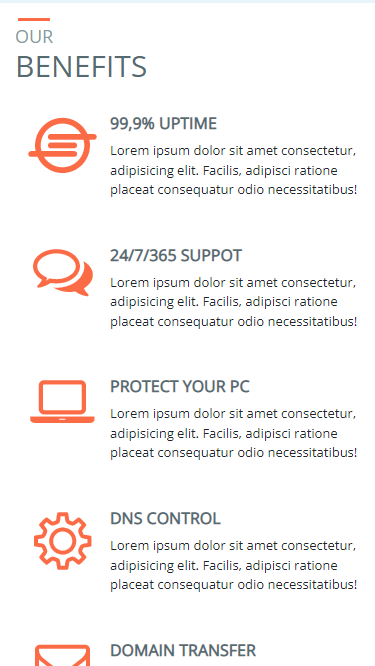 OUR
BENEFITS
99,9% UPTIME
Lorem ipsum dolor sit amet consectetur,
adipisicing elit. Facilis, adipisci ratione
placeat consequatur odio necessitatibus!
24/7/365 SUPPOT
Lorem ipsum dolor sit amet consectetur,
adipisicing elit. Facilis, adipisci ratione
placeat consequatur odio necessitatibus!
PROTECT YOUR PC
Lorem ipsum dolor sit amet consectetur,
adipisicing elit. Facilis, adipisci ratione
placeat consequatur odio necessitatibus!
DNS CONTROL
Lorem ipsum dolor sit amet consectetur,
adipisicing elit. Facilis, adipisci ratione
placeat consequatur odio necessitatibus!
DOMAIN TRANSFER